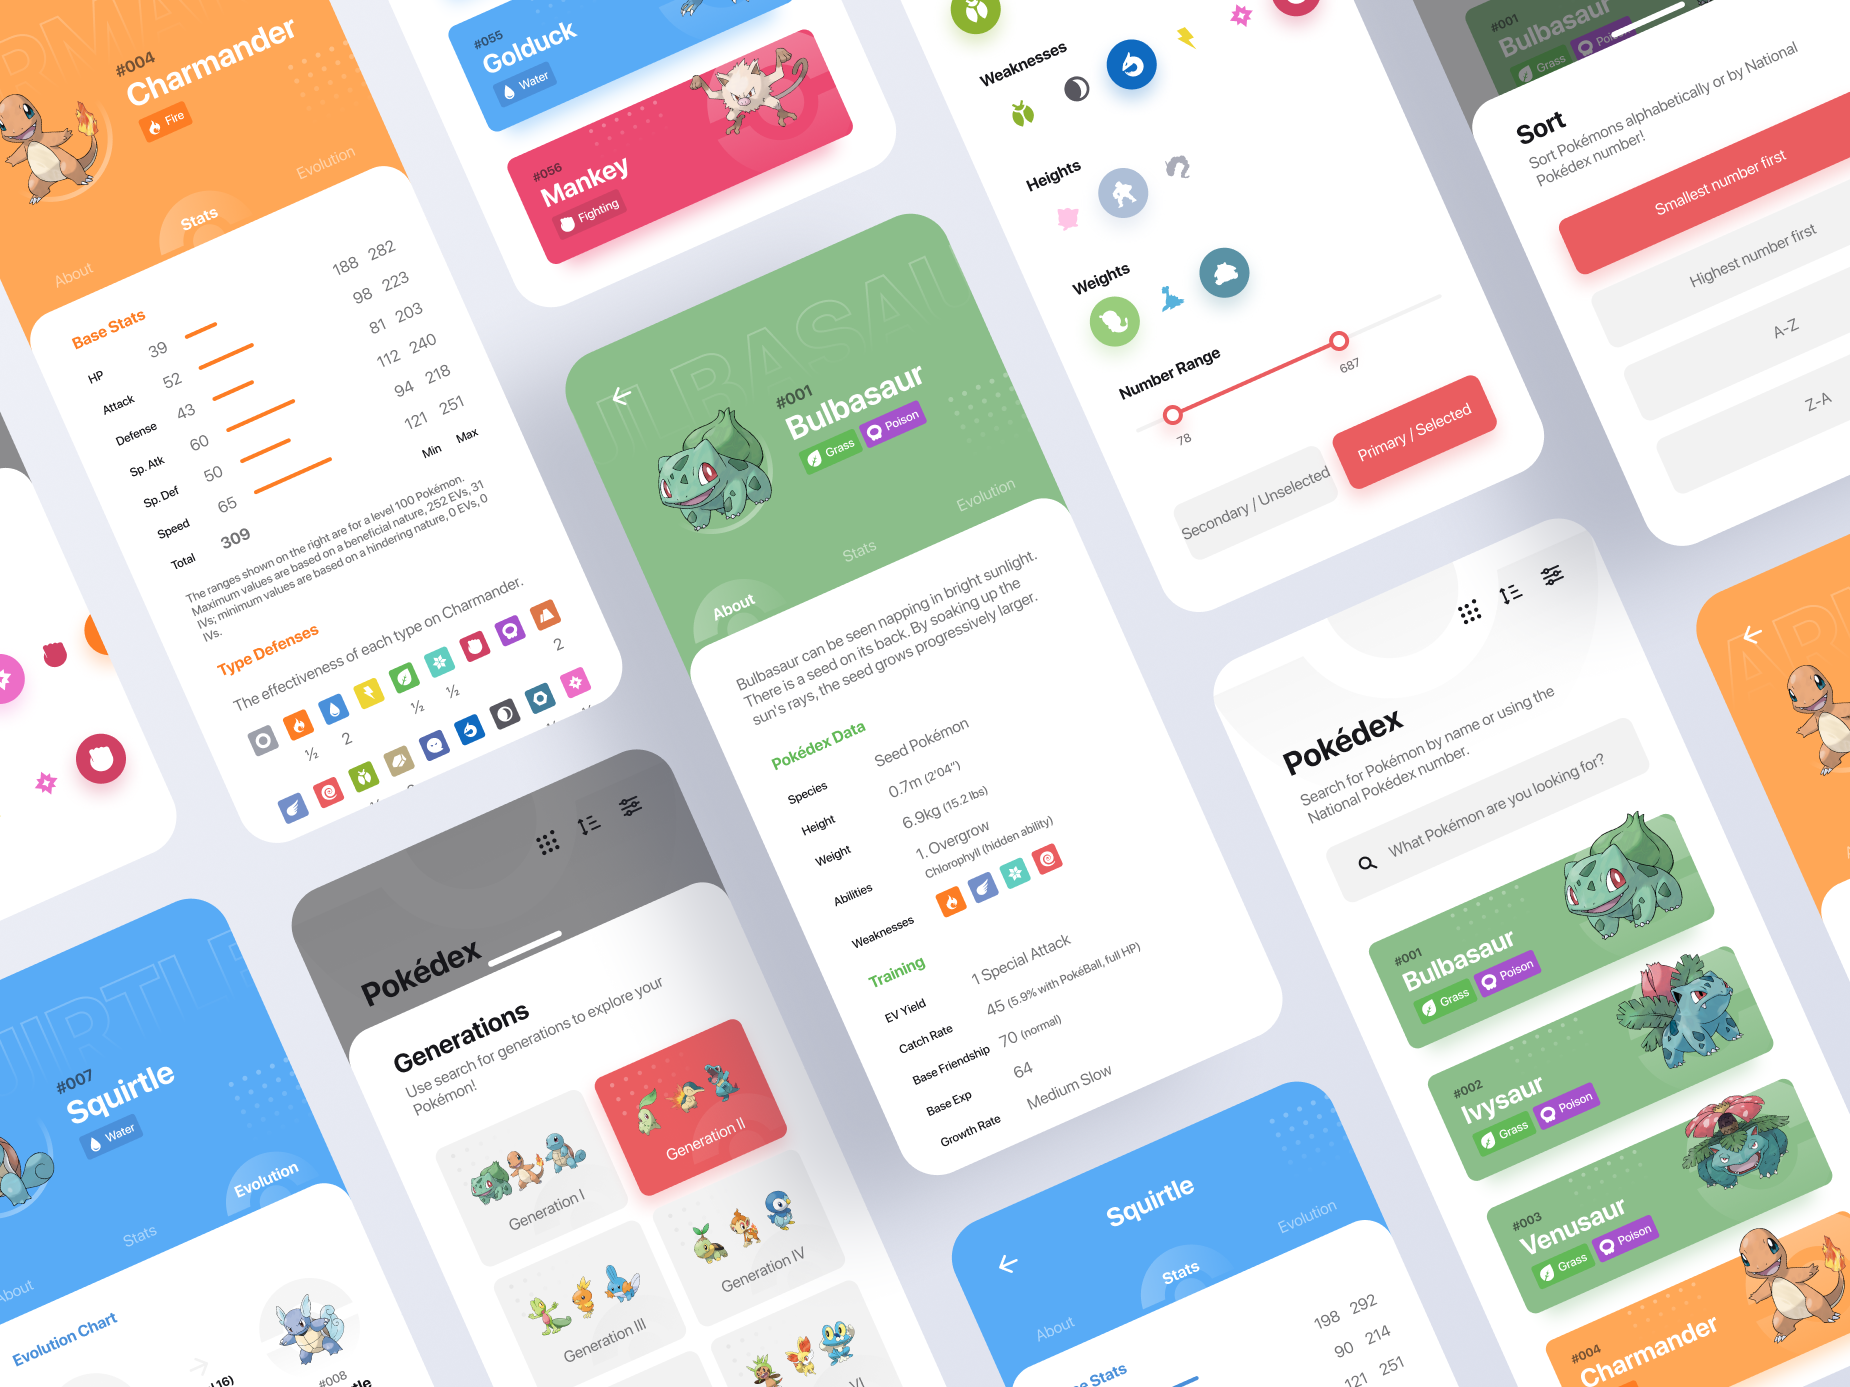 #004
Charmander
Fire
About
Stats
Evolution
Base Stats
HP 39 188 282
Attack 52 98 223
Defense 43 81 203
Sp. Atk 60 112 240
Sp. Def 50 94 218
Speed 65 121 251
Total 309 Min Max
The ranges shown on the right are for a level 100 Pokémon.
Maximum values are based on a beneficial nature, 252 EVs, 31
IVs; minimum values are based on a hindering nature, 0 EVs, 0
IVs.
Type Defenses
The effectiveness of each type on Charmander.
½ 2 ½ ½ 2
#055
Golduck
Water
#056
Mankey
Fighting
#001
Bulbasaur
Grass
Poison
About
Stats
Evolution
Bulbasaur can be seen napping in bright sunlight.
There is a seed on its back. By soaking up the
sun's rays, the seed grows progressively larger.
Pokédex Data
Species Seed Pokémon
Height 0.7m (2'04")
Weight 6.9kg (15.2 lbs)
Abilities 1. Overgrow
Chlorophyll (hidden ability)
Weaknesses
Training
EV Yield 1 Special Attack
Catch Rate 45 (5.9% with PokéBall, full HP)
Base Friendship 70 (normal)
Base Exp 64
Growth Rate Medium Slow
Weaknesses
Heights
Weights
Number Range
78
687
Secondary / Unselected
Primary / Selected
#001
Bulbasaur
Grass
Sort
Sort Pokémons alphabetically or by National
Pokédex number!
Smallest number first
Highest number first
A-Z
Z-A
Pokédex
Search for Pokémon by name or using the
National Pokédex number.
What Pokémon are you looking for?
#001
Bulbasaur
Grass
Poison
#002
Ivysaur
Grass
Poison
#003
Venusaur
Grass
Poison
#004
Charmander
#007
Squirtle
Water
About
Stats
Evolution
Evolution Chart
#008
Pokédex
Generations
Use search for generations to explore your
Pokémon!
Generation I
Generation II
Generation III
Generation IV
VI
Squirtle
About
Stats
Evolution
Stats
198 292
90 214
121 251